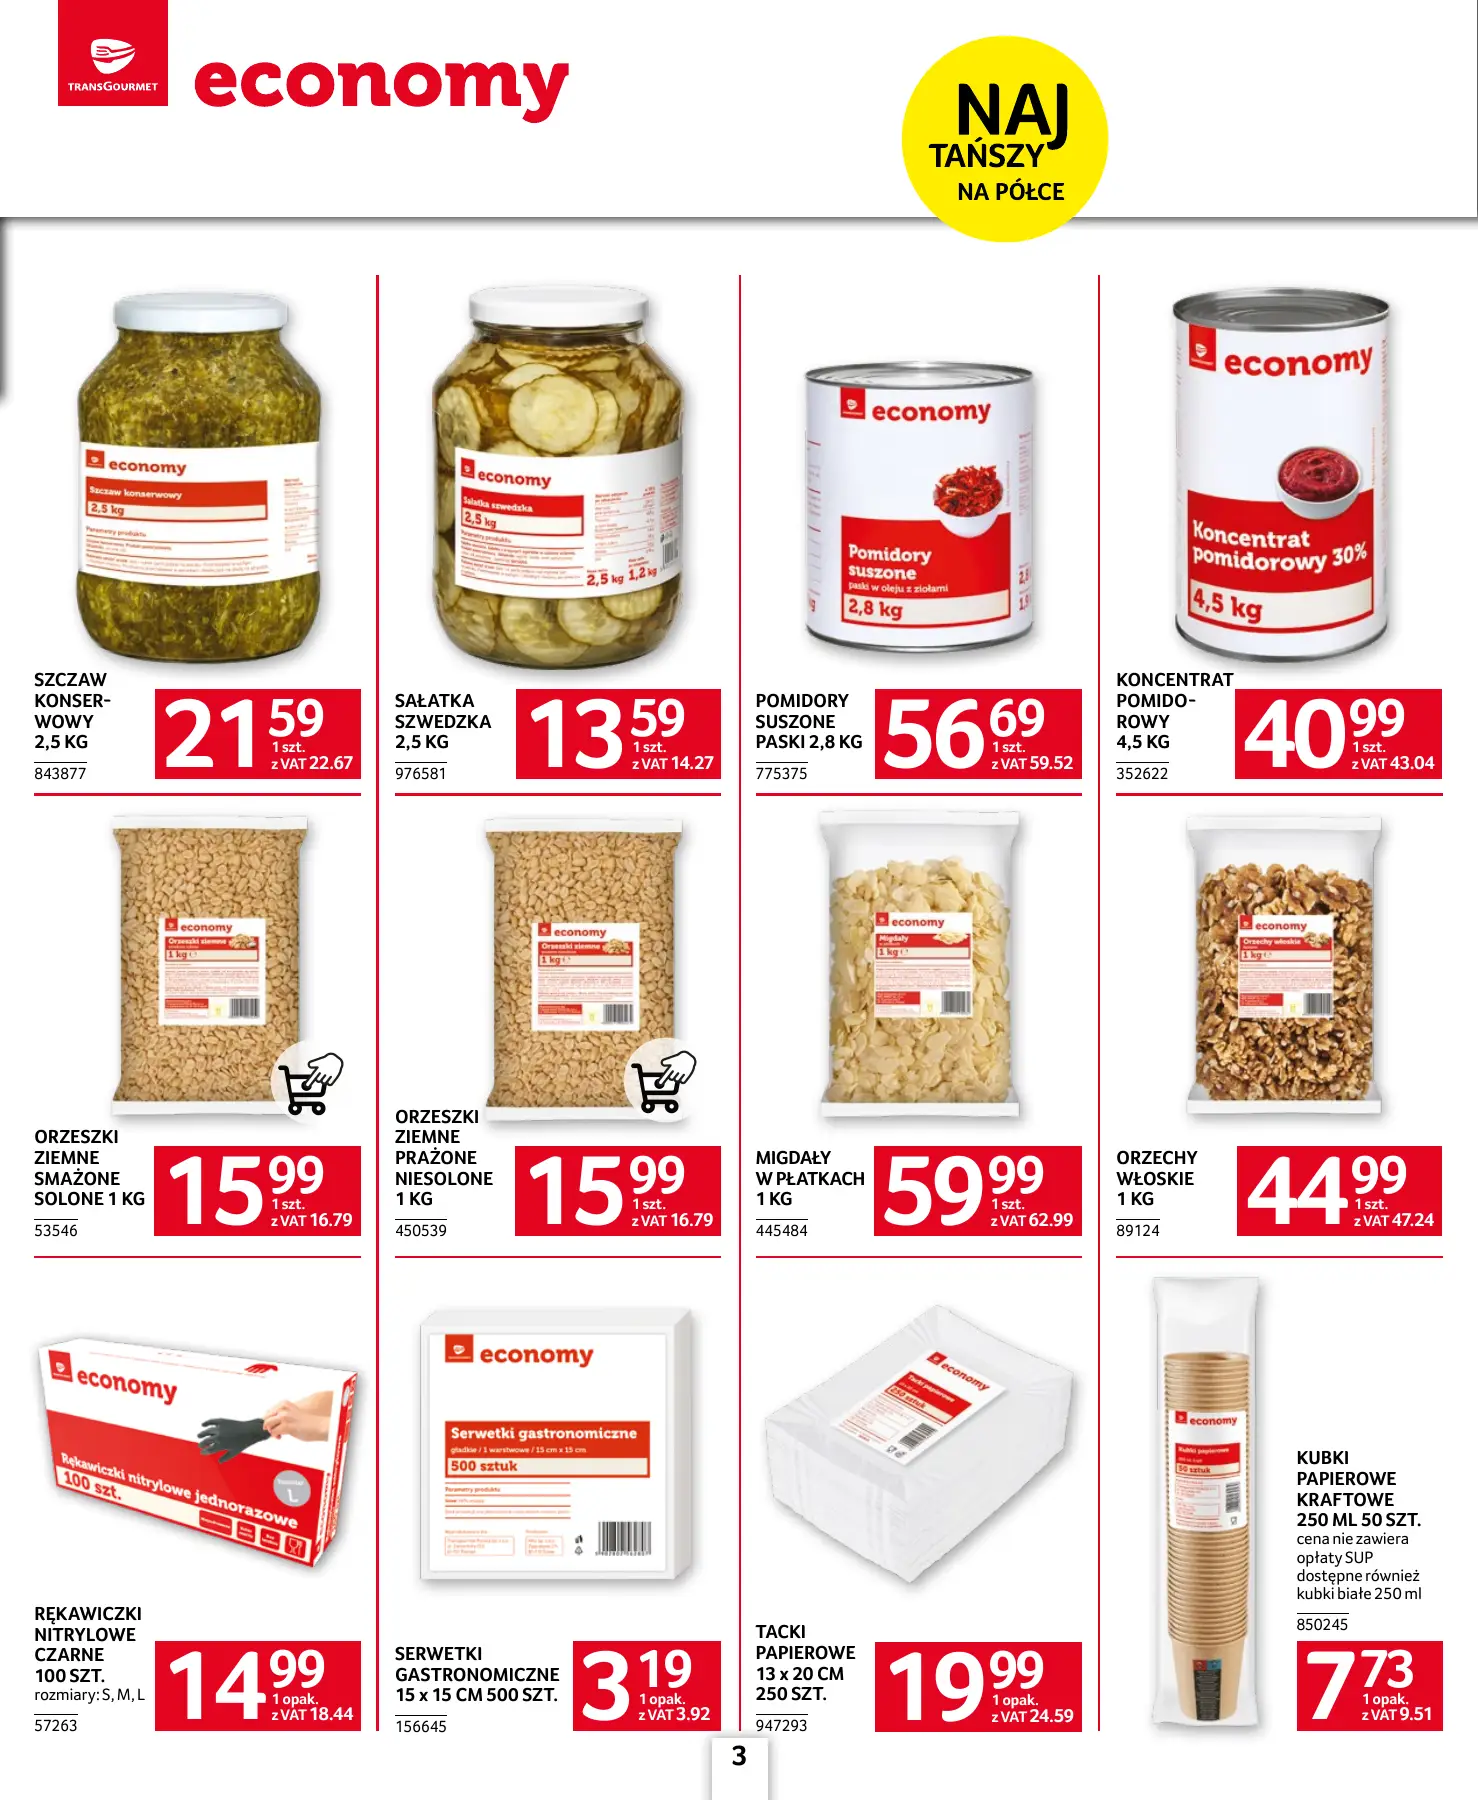 TRANSGOURMET
economy
NAJ
TAŃSZY
NA PÓŁCE
economy
Szczaw konserwowy
2,5 kg
Parametry produktu
economy
Sałatka szwedzka
2,5 kg
Parametry produktu
2,5 kg 1,2 kg
economy
Pomidory
suszone
paski w oleju z ziołami
2,8 kg
economy
Koncentrat
pomidorowy 30%
4,5 kg
SZCZAW
KONSER-
WOWY
2,5 KG
843877
21 59
1 szt.
z VAT 22.67
SAŁATKA
SZWEDZKA
2,5 KG
976581
13 59
1 szt.
z VAT 14.27
POMIDORY
SUSZONE
PASKI 2,8 KG
775375
56 69
1 szt.
z VAT 59.52
KONCENTRAT
POMIDO-
ROWY
4,5 KG
352622
40 99
1 szt.
z VAT 43.04
economy
Orzeszki ziemne
1 kg
economy
Orzeszki ziemne
1 kg
economy
Migdały
1 kg
economy
Orzechy włoskie
1 kg
ORZESZKI
ZIEMNE
SMAŻONE
SOLONE 1 KG
53546
15 99
1 szt.
z VAT 16.79
ORZESZKI
ZIEMNE
PRAŻONE
NIESOLONE
1 KG
450539
15 99
1 szt.
z VAT 16.79
MIGDAŁY
W PŁATKACH
1 KG
445484
59 99
1 szt.
z VAT 62.99
ORZECHY
WŁOSKIE
1 KG
89124
44 99
1 szt.
z VAT 47.24
economy
Rękawiczki nitrylowe jednorazowe
100 szt.
L
economy
Serwetki gastronomiczne
gładkie / 1 warstwowe / 15 cm x 15 cm
500 sztuk
Parametry produktu
economy
Tacki papierowe
250 sztuk
economy
Kubki papierowe
50 sztuk
RĘKAWICZKI
NITRYLOWE
CZARNE
100 SZT.
rozmiary: S, M, L
57263
14 99
1 opak.
z VAT 18.44
SERWETKI
GASTRONOMICZNE
15 x 15 CM 500 SZT.
156645
3 19
1 opak.
z VAT 3.92
TACKI
PAPIEROWE
13 x 20 CM
250 SZT.
947293
19 99
1 opak.
z VAT 24.59
KUBKI
PAPIEROWE
KRAFTOWE
250 ML 50 SZT.
cena nie zawiera
opłaty SUP
dostępne również
kubki białe 250 ml
850245
7 73
1 opak.
z VAT 9.51
3